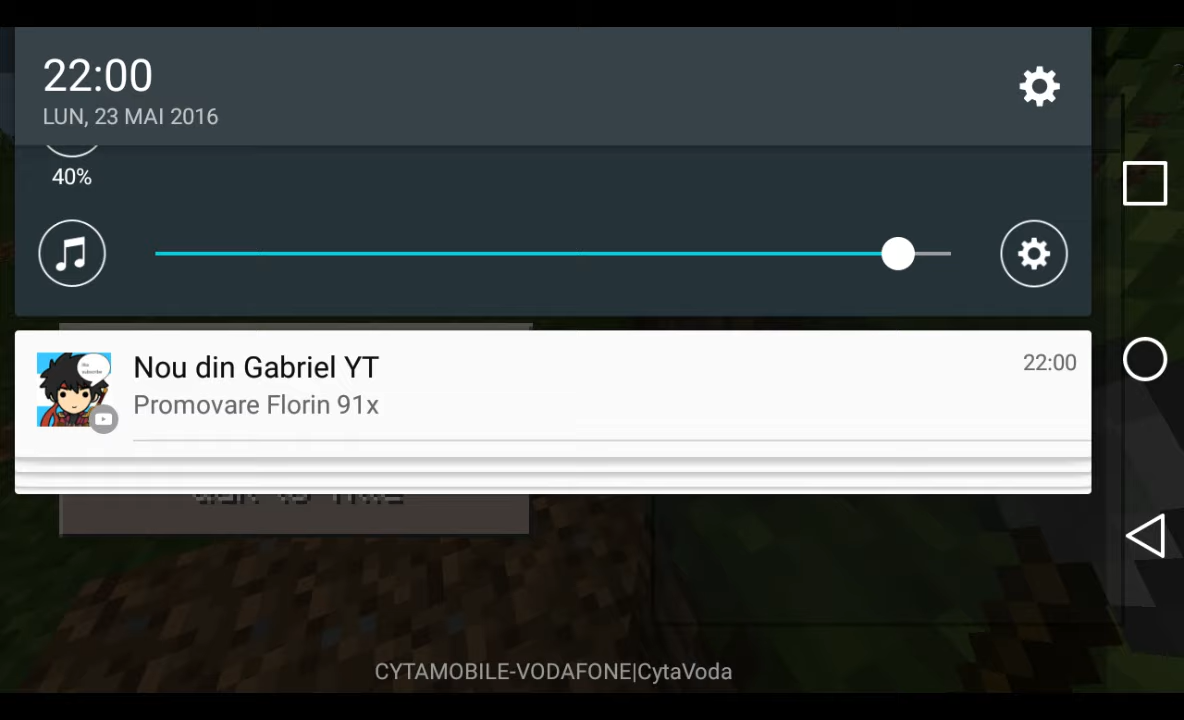 22:00
LUN, 23 MAI 2016
40%
Nou din Gabriel YT
22:00
Promovare Florin 91x
CYTAMOBILE-VODAFONE|CytaVoda